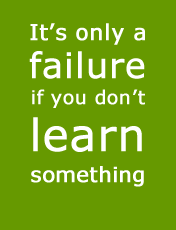 It's only a
failure
if you don't
learn
something